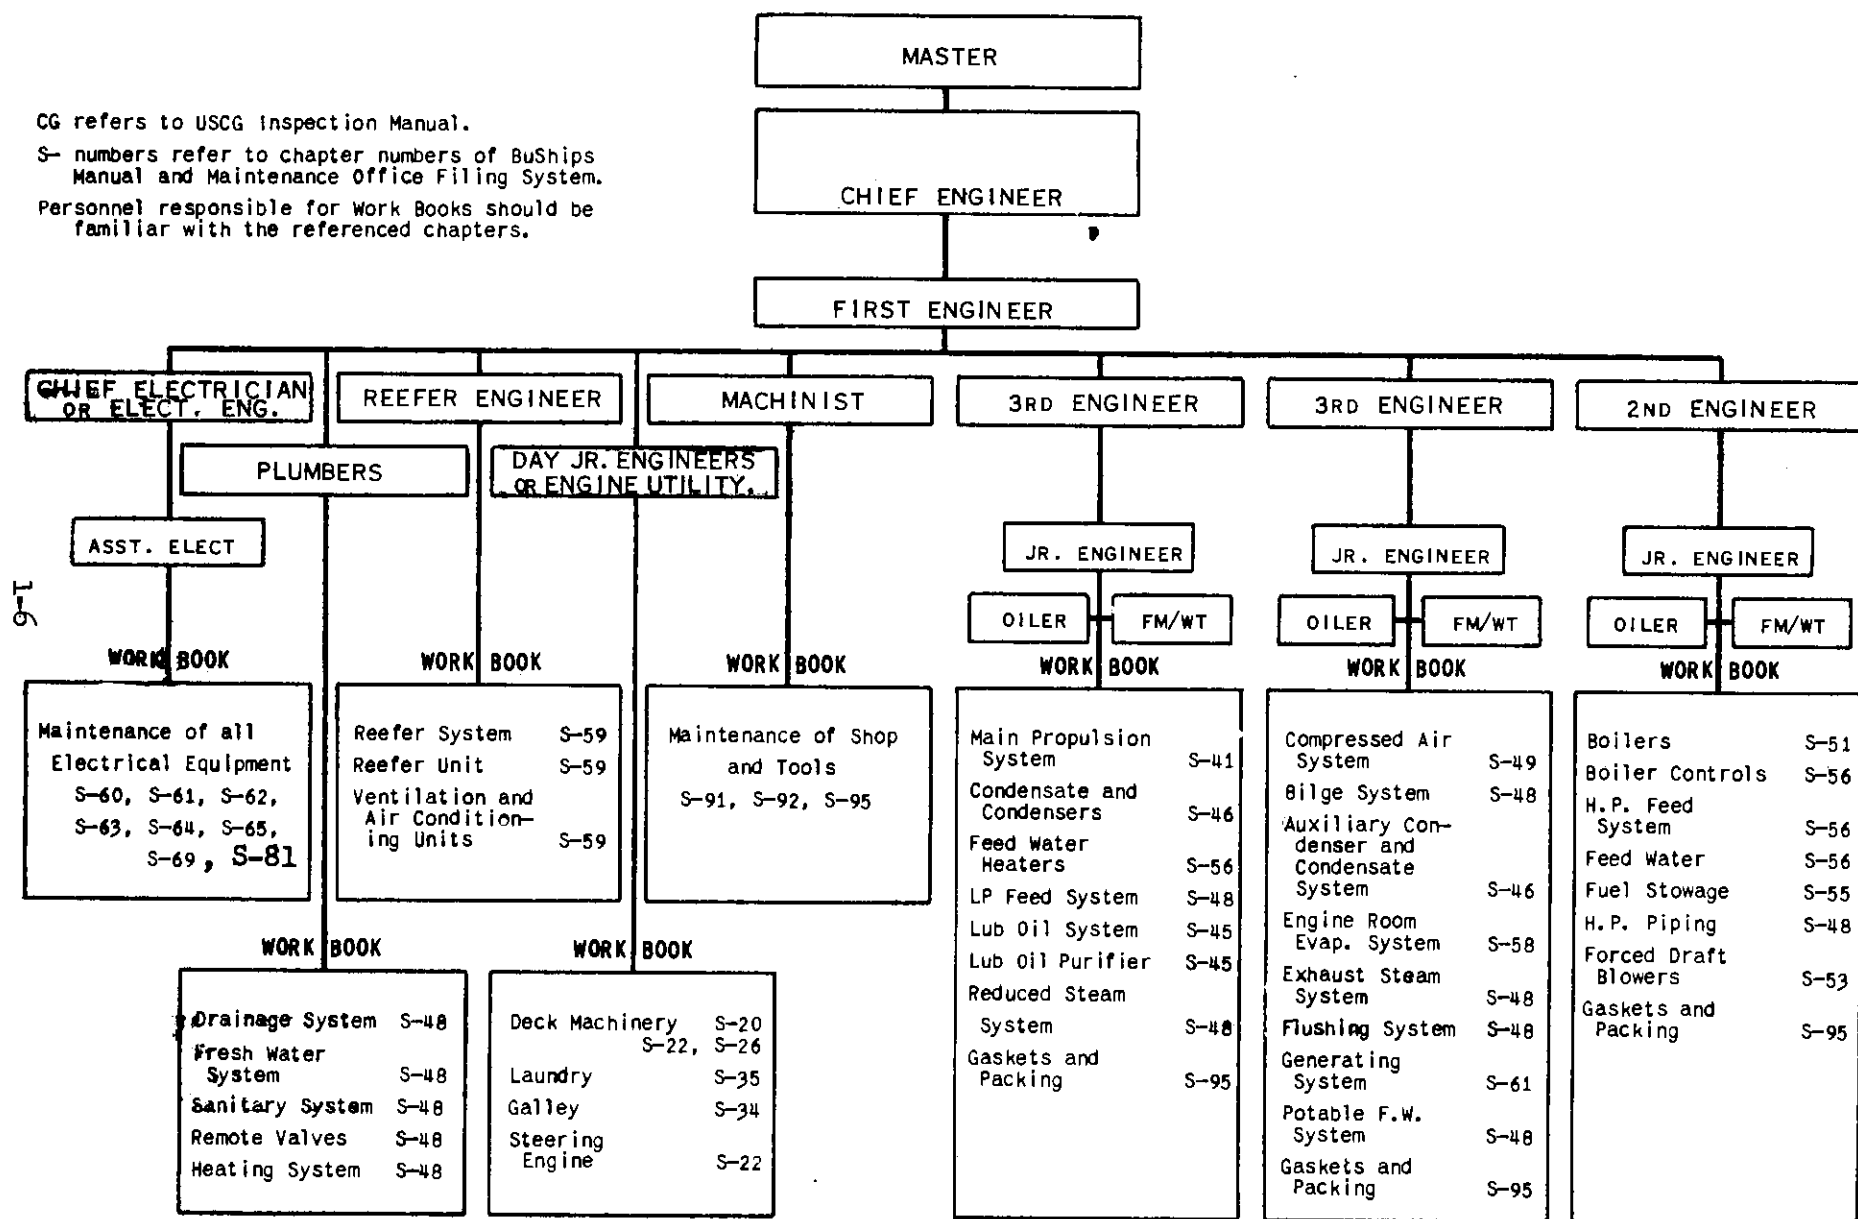 MASTER
CG refers to USCG Inspection Manual.
S- numbers refer to chapter numbers of BuShips
Manual and Maintenance Office Filing System.
Personnel responsible for Work Books should be
familiar with the referenced chapters.
CHIEF ENGINEER
FIRST ENGINEER
CHIEF ELECTRICIAN
OR ELECT. ENG.
REEFER ENGINEER
MACHINIST
3RD ENGINEER
3RD ENGINEER
2ND ENGINEER
PLUMBERS
DAY JR. ENGINEERS
OR ENGINE UTILITY.
ASST. ELECT
JR. ENGINEER
JR. ENGINEER
JR. ENGINEER
OILER
FM/WT
OILER
FM/WT
OILER
FM/WT
1-6
WORK BOOK
Maintenance of all
Electrical Equipment
S-60, S-61, S-62,
S-63, S-64, S-65,
S-69, S-81
WORK BOOK
Reefer System S-59
Reefer Unit S-59
Ventilation and
Air Condition-
ing Units S-59
WORK BOOK
Maintenance of Shop
and Tools
S-91, S-92, S-95
WORK BOOK
Main Propulsion
System S-41
Condensate and
Condensers S-46
Feed Water
Heaters S-56
LP Feed System S-48
Lub Oil System S-45
Lub Oil Purifier S-45
Reduced Steam
System S-48
Gaskets and
Packing S-95
WORK BOOK
Compressed Air
System S-49
Bilge System S-48
Auxiliary Con-
denser and
Condensate
System S-46
Engine Room
Evap. System S-58
Exhaust Steam
System S-48
Flushing System S-48
Generating
System S-61
Potable F.W.
System S-48
Gaskets and
Packing S-95
WORK BOOK
Boilers S-51
Boiler Controls S-56
H.P. Feed
System S-56
Feed Water S-56
Fuel Stowage S-55
H.P. Piping S-48
Forced Draft
Blowers S-53
Gaskets and
Packing S-95
WORK BOOK
Drainage System S-48
Fresh Water
System S-48
Sanitary System S-48
Remote Valves S-48
Heating System S-48
WORK BOOK
Deck Machinery S-20
S-22, S-26
Laundry S-35
Galley S-34
Steering
Engine S-22